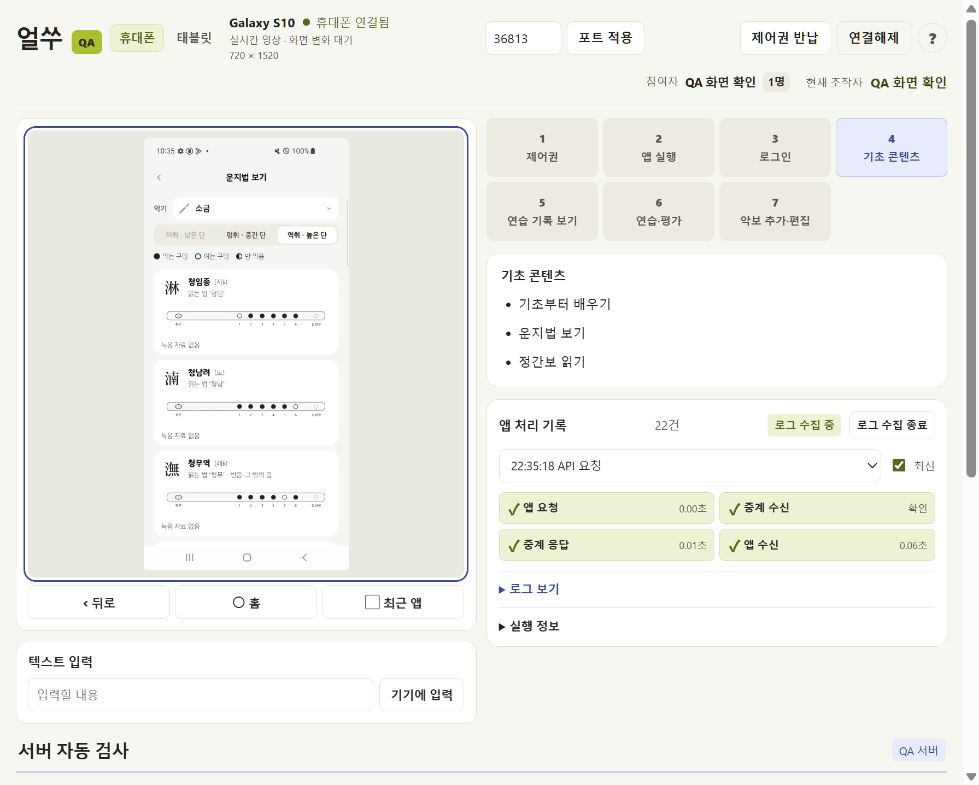 얼쑤 QA 휴대폰 태블릿
Galaxy S10 ● 휴대폰 연결됨
실시간 영상 · 화면 변화 대기
720 × 1520
36813 포트 적용
제어권 반납 연결해제 ?
참여자 QA 화면 확인 1명 현재 조작자 QA 화면 확인
10:35 100%
운지법 보기
악기 소금
저취 · 낮은 단 평취 · 중간 단 역취 · 높은 단
막는 구멍 여는 구멍 반 막음
淋 청임종 (시♭)
읽는 법 "청임"
녹음 자료 없음
湳 청남려 (도)
읽는 법 "청남"
녹음 자료 없음
潕 청무역 (레♭)
녹음 자료 없음
‹ 뒤로
홈
최근 앱
텍스트 입력
입력할 내용
기기에 입력
1 제어권
2 앱 실행
3 로그인
4 기초 콘텐츠
5 연습 기록 보기
6 연습·평가
7 악보 추가·편집
기초 콘텐츠
• 기초부터 배우기
• 운지법 보기
• 정간보 읽기
앱 처리 기록 22건 로그 수집 중 로그 수집 종료
22:35:18 API 요청 최신
앱 요청 0.00초
중계 수신 확인
중계 응답 0.01초
앱 수신 0.06초
▸ 로그 보기
▸ 실행 정보
서버 자동 검사 QA 서버